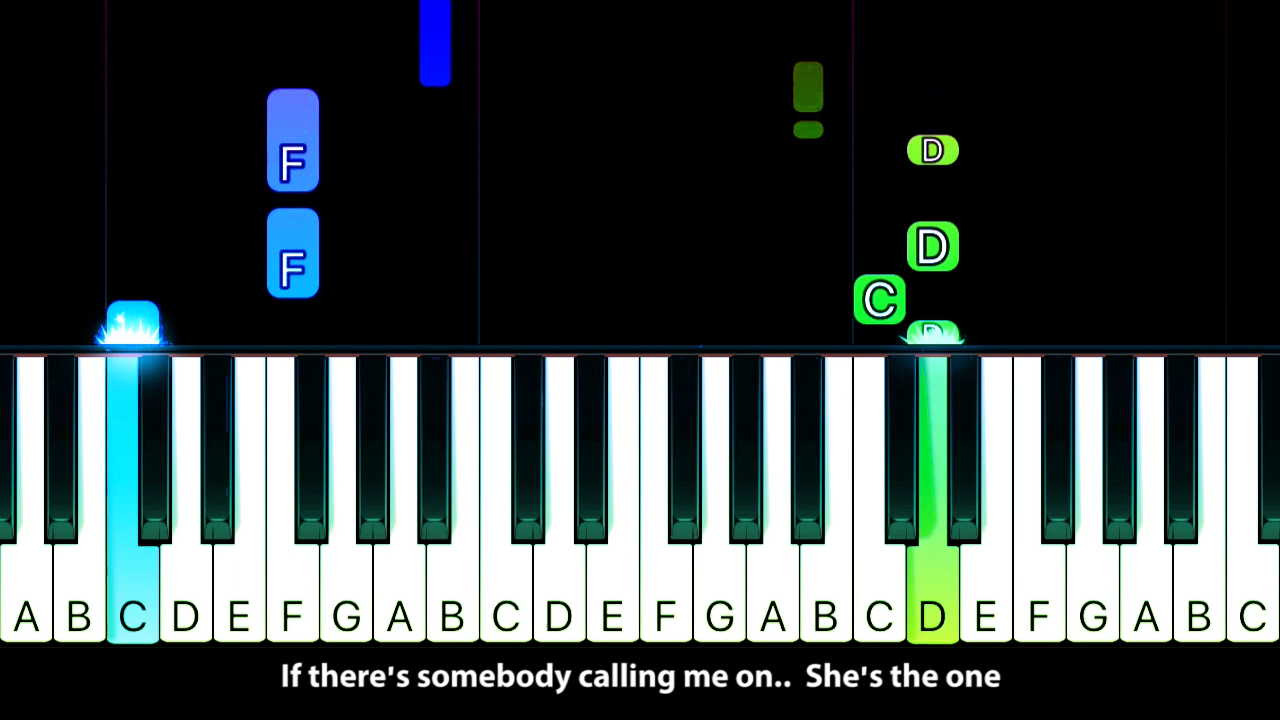 D
F
D
F
C
D
A B C D E F G A B C D E F G A B C D E F G A B C
If there's somebody calling me on.. She's the one